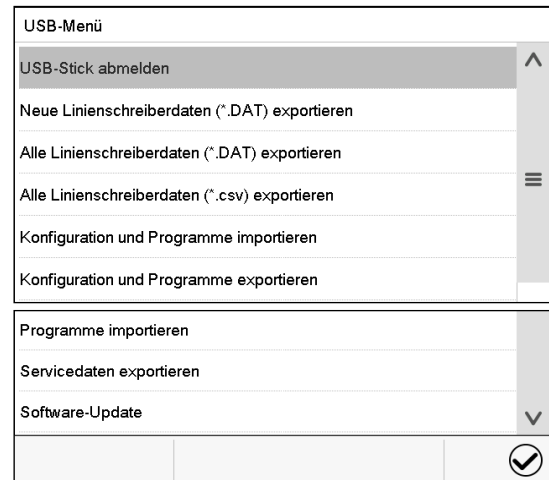 USB-Menü
USB-Stick abmelden
Neue Linienschreiberdaten (*.DAT) exportieren
Alle Linienschreiberdaten (*.DAT) exportieren
Alle Linienschreiberdaten (*.csv) exportieren
Konfiguration und Programme importieren
Konfiguration und Programme exportieren
Programme importieren
Servicedaten exportieren
Software-Update